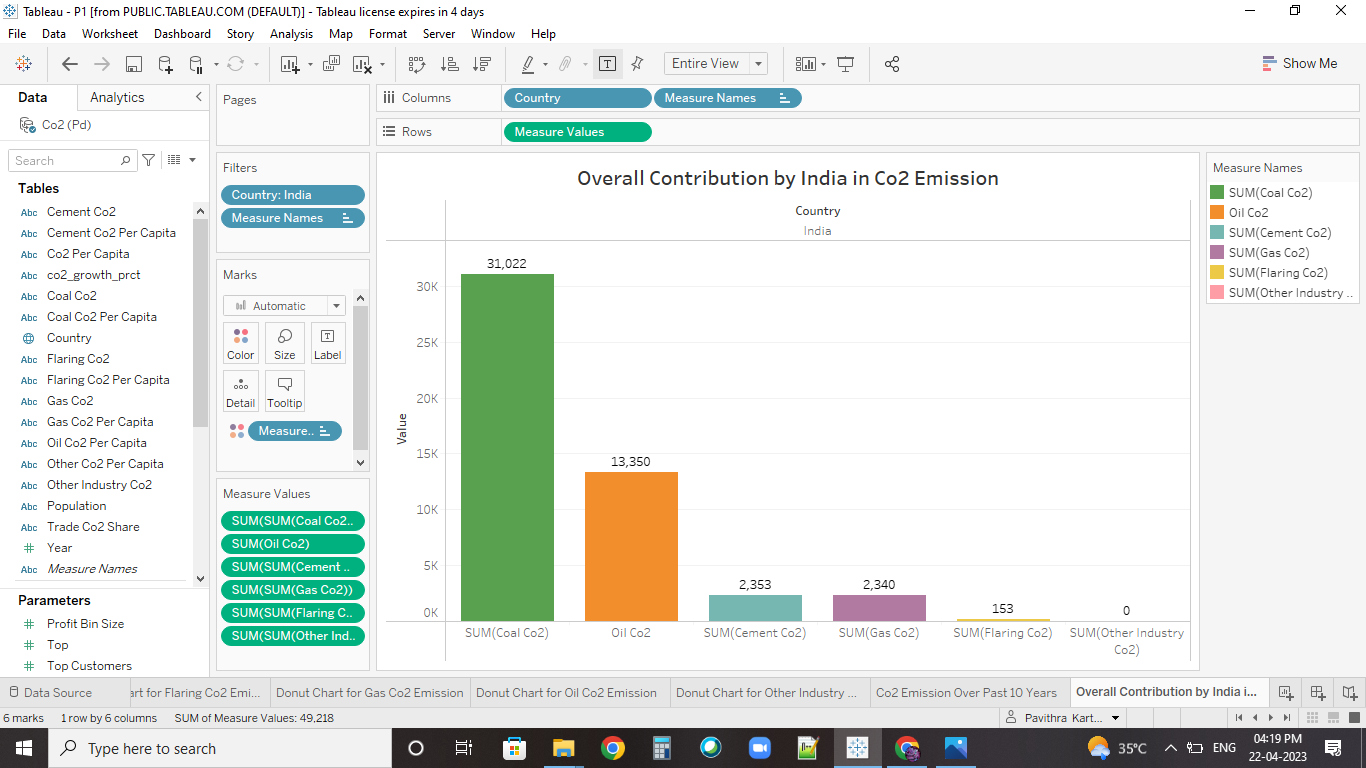 Tableau - P1 [from PUBLIC.TABLEAU.COM (DEFAULT)] - Tableau license expires in 4 days
File Data Worksheet Dashboard Story Analysis Map Format Server Window Help
Entire View
Show Me
Data Analytics
Co2 (Pd)
Search
Tables
Abc Cement Co2
Abc Cement Co2 Per Capita
Abc Co2 Per Capita
Abc co2_growth_prct
Abc Coal Co2
Abc Coal Co2 Per Capita
Country
Abc Flaring Co2
Abc Flaring Co2 Per Capita
Abc Gas Co2
Abc Gas Co2 Per Capita
Abc Oil Co2 Per Capita
Abc Other Co2 Per Capita
Abc Other Industry Co2
Abc Population
Abc Trade Co2 Share
# Year
Abc Measure Names
Parameters
# Profit Bin Size
# Top
# Top Customers
Pages
Filters
Country: India
Measure Names
Marks
Automatic
Color Size Label
Detail Tooltip
Measure..
Measure Values
SUM(SUM(Coal Co2..
SUM(Oil Co2)
SUM(SUM(Cement ..
SUM(SUM(Gas Co2))
SUM(SUM(Flaring C..
SUM(SUM(Other Ind..
Columns Country Measure Names
Rows Measure Values
Overall Contribution by India in Co2 Emission
Country
India
Value
30K
25K
20K
15K
10K
5K
0K
31,022
13,350
2,353
2,340
153
0
SUM(Coal Co2)
Oil Co2
SUM(Cement Co2)
SUM(Gas Co2)
SUM(Flaring Co2)
SUM(Other Industry
Co2)
Measure Names
SUM(Coal Co2)
Oil Co2
SUM(Cement Co2)
SUM(Gas Co2)
SUM(Flaring Co2)
SUM(Other Industry ..
Data Source art for Flaring Co2 Emi... Donut Chart for Gas Co2 Emission Donut Chart for Oil Co2 Emission Donut Chart for Other Industry ... Co2 Emission Over Past 10 Years Overall Contribution by India i...
6 marks 1 row by 6 columns SUM of Measure Values: 49,218 Pavithra Kart...
Type here to search
35°C ENG
04:19 PM
22-04-2023